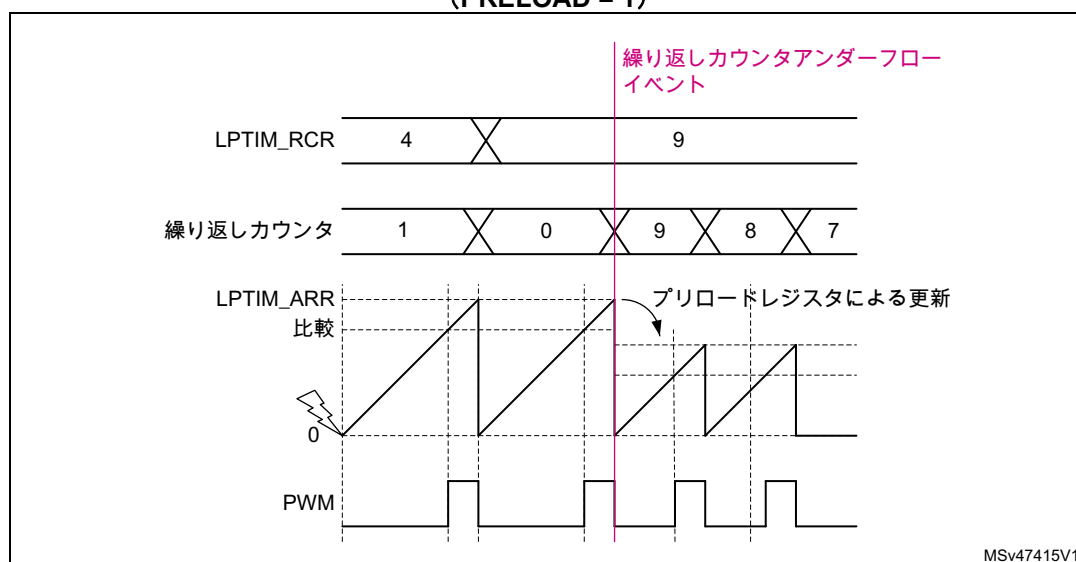 (PRELOAD = 1)
繰り返しカウンタアンダーフロー
イベント
LPTIM_RCR 4 9
繰り返しカウンタ 1 0 9 8 7
LPTIM_ARR プリロードレジスタによる更新
比較
0
PWM
MSv47415V1